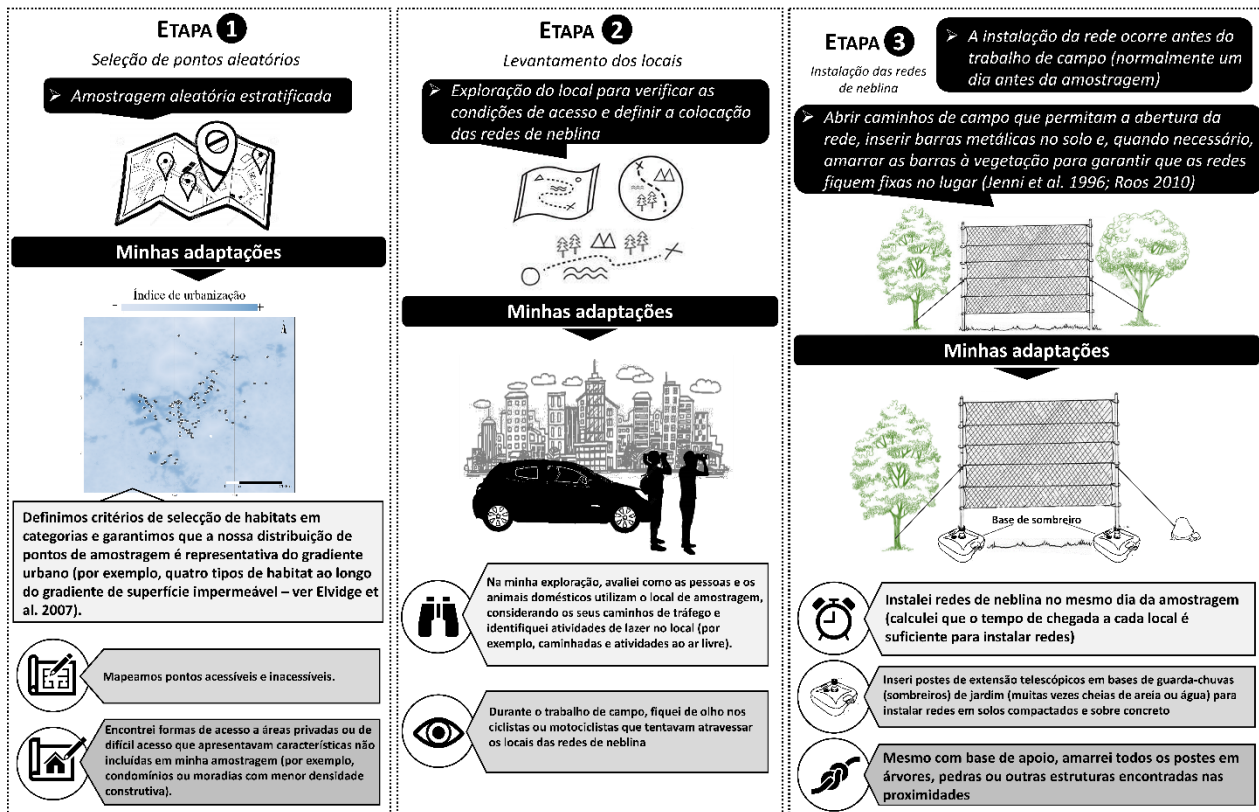 ETAPA 1
Seleção de pontos aleatórios
➢ Amostragem aleatória estratificada
Minhas adaptações
Índice de urbanização
- +
Definimos critérios de selecção de habitats em
categorias e garantimos que a nossa distribuição de
pontos de amostragem é representativa do gradiente
urbano (por exemplo, quatro tipos de habitat ao longo
do gradiente de superfície impermeável – ver Elvidge et
al. 2007).
Mapeamos pontos acessíveis e inacessíveis.
Encontrei formas de acesso a áreas privadas ou de
difícil acesso que apresentavam características não
incluídas em minha amostragem (por exemplo,
condomínios ou moradias com menor densidade
construtiva).
ETAPA 2
Levantamento dos locais
➢ Exploração do local para verificar as
condições de acesso e definir a colocação
das redes de neblina
Minhas adaptações
Na minha exploração, avaliei como as pessoas e os
animais domésticos utilizam o local de amostragem,
considerando os seus caminhos de tráfego e
identifiquei atividades de lazer no local (por
exemplo, caminhadas e atividades ao ar livre).
Durante o trabalho de campo, fiquei de olho nos
ciclistas ou motociclistas que tentavam atravessar
os locais das redes de neblina
ETAPA 3
Instalação das redes
de neblina
➢ A instalação da rede ocorre antes do
trabalho de campo (normalmente um
dia antes da amostragem)
➢ Abrir caminhos de campo que permitam a abertura da
rede, inserir barras metálicas no solo e, quando necessário,
amarrar as barras à vegetação para garantir que as redes
fiquem fixas no lugar (Jenni et al. 1996; Roos 2010)
Minhas adaptações
Base de sombreiro
Instalei redes de neblina no mesmo dia da amostragem
(calculei que o tempo de chegada a cada local é
suficiente para instalar redes)
Inseri postes de extensão telescópicos em bases de guarda-chuvas
(sombreiros) de jardim (muitas vezes cheias de areia ou água) para
instalar redes em solos compactados e sobre concreto
Mesmo com base de apoio, amarrei todos os postes em
árvores, pedras ou outras estruturas encontradas nas
proximidades